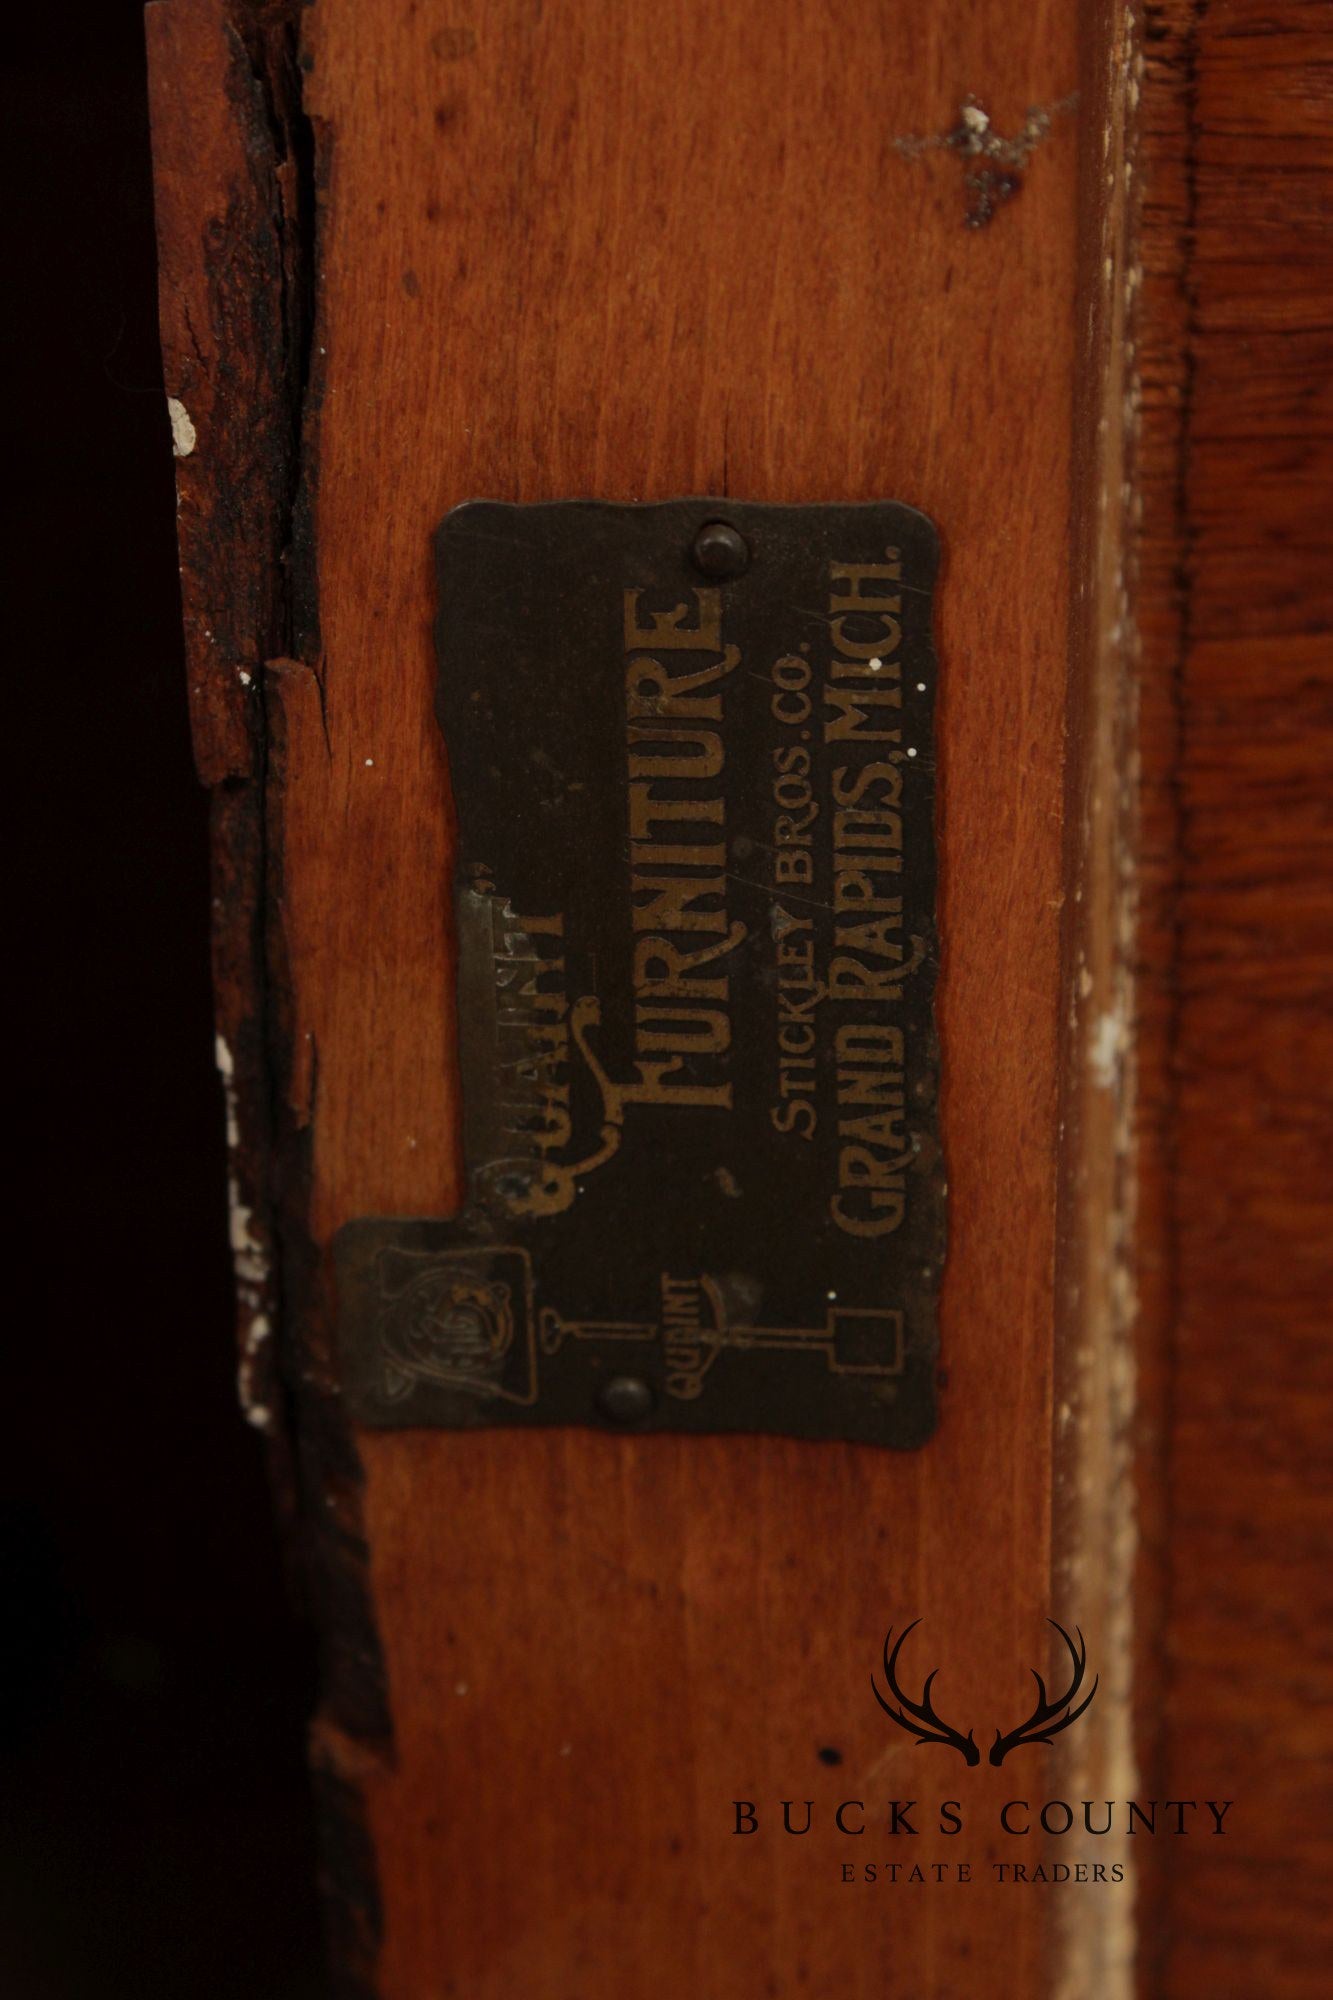 "QUAINT"
FURNITURE
STICKLEY BROS. CO.
GRAND RAPIDS, MICH.
QUAINT
BUCKS COUNTY
ESTATE TRADERS